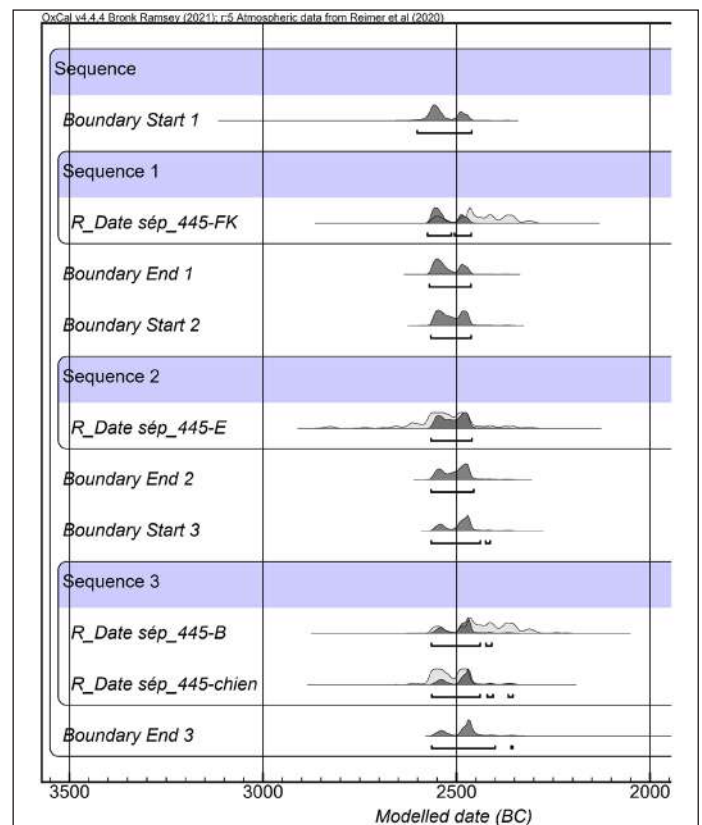 OxCal v4.4.4 Bronk Ramsey (2021); r:5 Atmospheric data from Reimer et al (2020)
Sequence
Boundary Start 1
Sequence 1
R_Date sép_445-FK
Boundary End 1
Boundary Start 2
Sequence 2
R_Date sép_445-E
Boundary End 2
Boundary Start 3
Sequence 3
R_Date sép_445-B
R_Date sép_445-chien
Boundary End 3
3500 3000 2500 2000
Modelled date (BC)